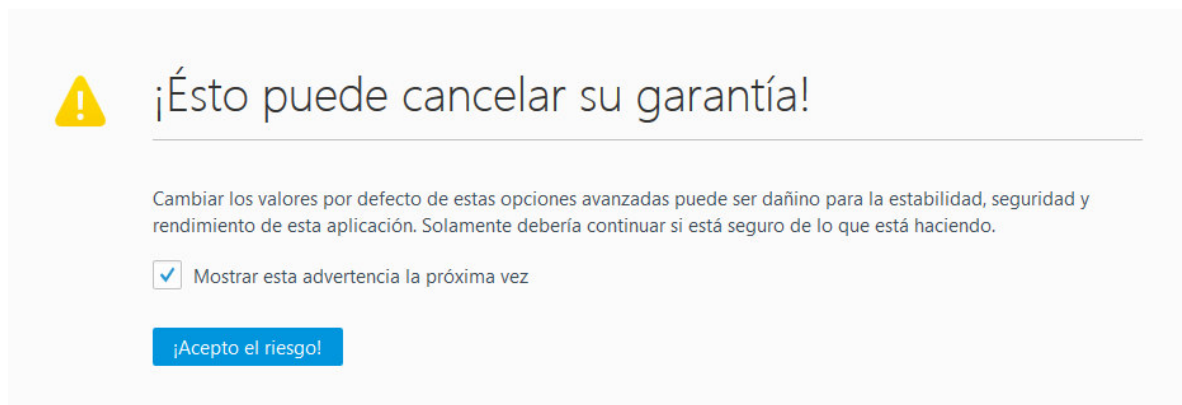 ¡Ésto puede cancelar su garantía!
Cambiar los valores por defecto de estas opciones avanzadas puede ser dañino para la estabilidad, seguridad y
rendimiento de esta aplicación. Solamente debería continuar si está seguro de lo que está haciendo.
Mostrar esta advertencia la próxima vez
¡Acepto el riesgo!